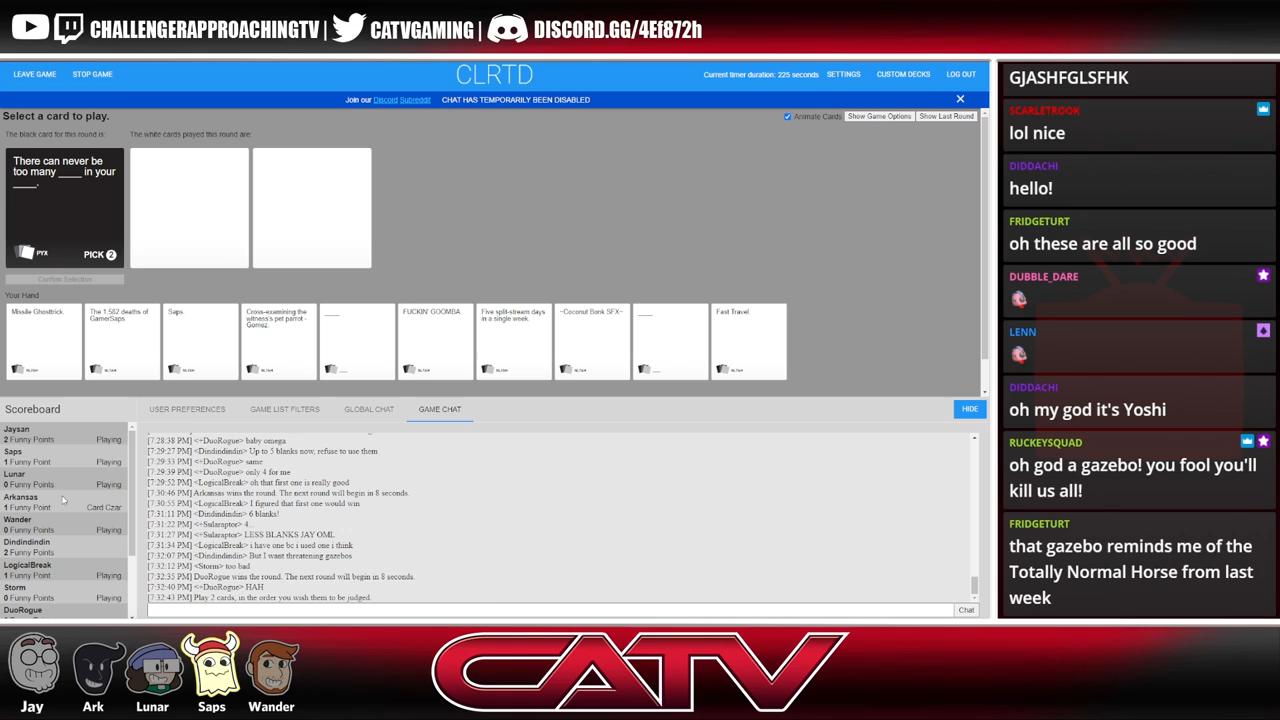 CHALLENGERAPPROACHINGTV | CATVGAMING | DISCORD.GG/4Ef872h
LEAVE GAME STOP GAME CLRTD Current timer duration: 225 seconds SETTINGS CUSTOM DECKS LOG OUT
Join our Discord Subreddit CHAT HAS TEMPORARILY BEEN DISABLED
Select a card to play.
Animate Cards Show Game Options Show Last Round
The black card for this round is: The white cards played this round are:
There can never be
too many ____ in your
____.
PYX PICK 2
Confirm Selection
Your Hand
Missile Ghosttrick.
The 1,582 deaths of
GamerSaps.
Saps.
Cross-examining the
witness's pet parrot -
Gomez.
____
FUCKIN' GOOMBA.
Five split-stream days
in a single week.
~Coconut Bonk SFX~
____
Fast Travel.
Scoreboard
Jaysan
2 Funny Points Playing
Saps
1 Funny Point Playing
Lunar
0 Funny Points Playing
Arkansas
1 Funny Point Card Czar
Wander
0 Funny Points Playing
Dindindindin
2 Funny Points
LogicalBreak
1 Funny Point Playing
Storm
0 Funny Points Playing
DuoRogue
USER PREFERENCES GAME LIST FILTERS GLOBAL CHAT GAME CHAT HIDE
[7:28:38 PM] <+DuoRogue> baby omega
[7:29:27 PM] <Dindindindin> Up to 5 blanks now, refuse to use them
[7:29:33 PM] <+DuoRogue> same
[7:29:39 PM] <+DuoRogue> only 4 for me
[7:29:52 PM] <LogicalBreak> oh that first one is really good
[7:30:46 PM] Arkansas wins the round. The next round will begin in 8 seconds.
[7:30:55 PM] <LogicalBreak> I figured that first one would win
[7:31:11 PM] <Dindindindin> 6 blanks!
[7:31:22 PM] <+Sularaptor> 4...
[7:31:27 PM] <+Sularaptor> LESS BLANKS JAY OML
[7:31:34 PM] <LogicalBreak> i have one bc i used one i think
[7:32:07 PM] <Dindindindin> But I want threatening gazebos
[7:32:12 PM] <Storm> too bad
[7:32:35 PM] DuoRogue wins the round. The next round will begin in 8 seconds.
[7:32:40 PM] <+DuoRogue> HAH
[7:32:43 PM] Play 2 cards, in the order you wish them to be judged.
Chat
GJASHFGLSFHK
SCARLETROOK
lol nice
DIDDACHI
hello!
FRIDGETURT
oh these are all so good
DUBBLE_DARE
LENN
DIDDACHI
oh my god it's Yoshi
RUCKEYSQUAD
oh god a gazebo! you fool you'll
kill us all!
FRIDGETURT
that gazebo reminds me of the
Totally Normal Horse from last
week
Jay Ark Lunar Saps Wander
CATV